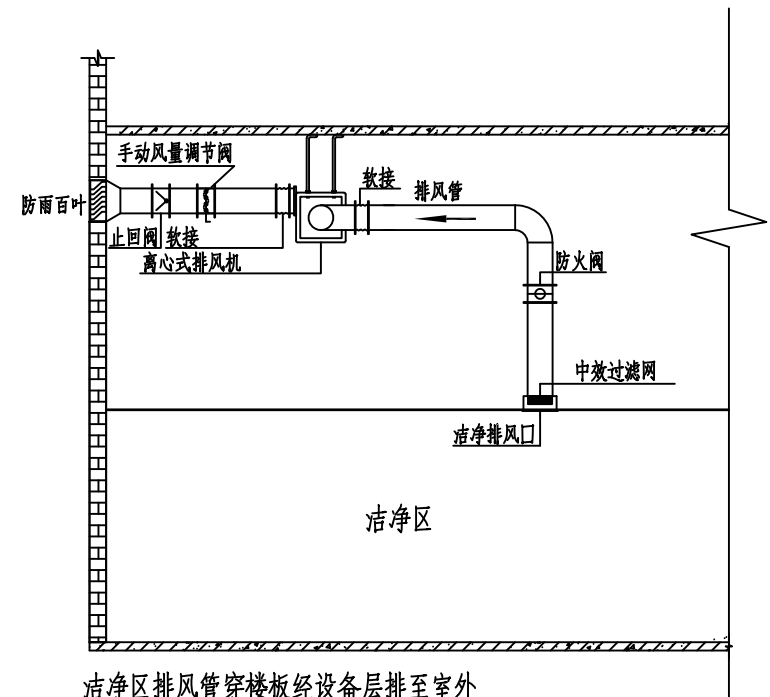 手动风量调节阀
软接
排风管
防雨百叶
止回阀 软接
离心式排风机
防火阀
中效过滤网
洁净排风口
洁净区
洁净区排风管穿楼板经设备层排至室外